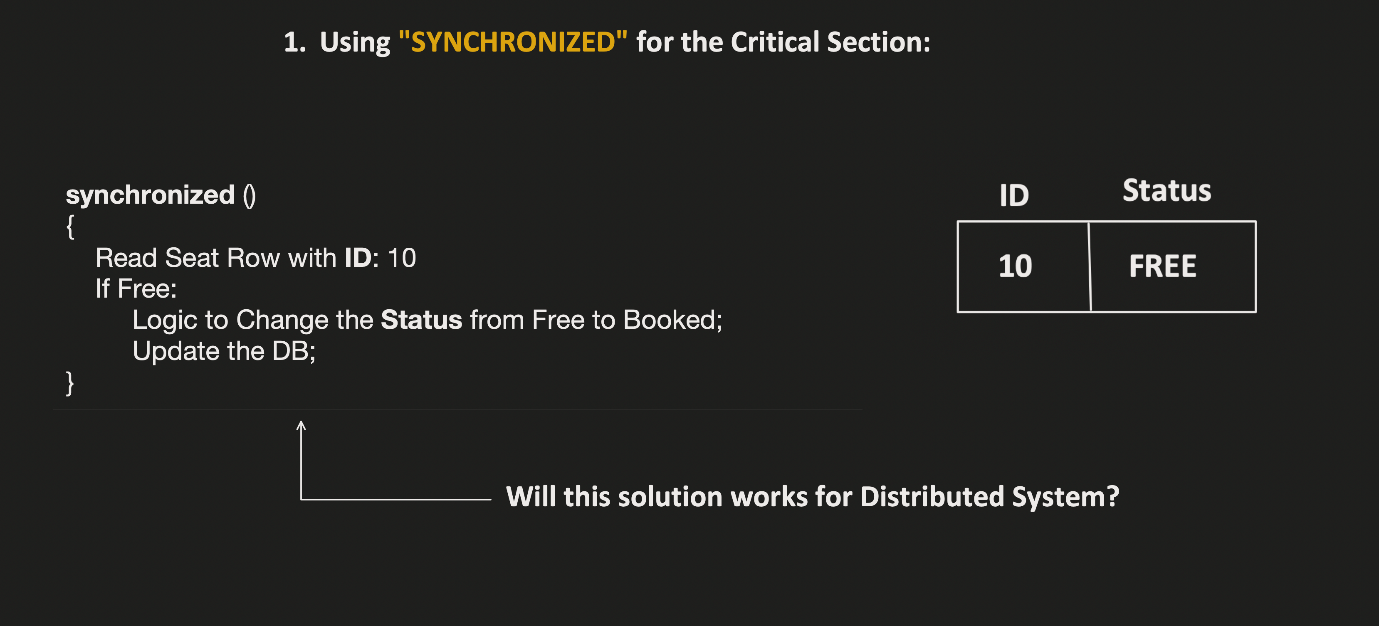 1. Using "SYNCHRONIZED" for the Critical Section:
synchronized ()
{
Read Seat Row with ID: 10
If Free:
Logic to Change the Status from Free to Booked;
Update the DB;
}
ID Status
10 FREE
Will this solution works for Distributed System?